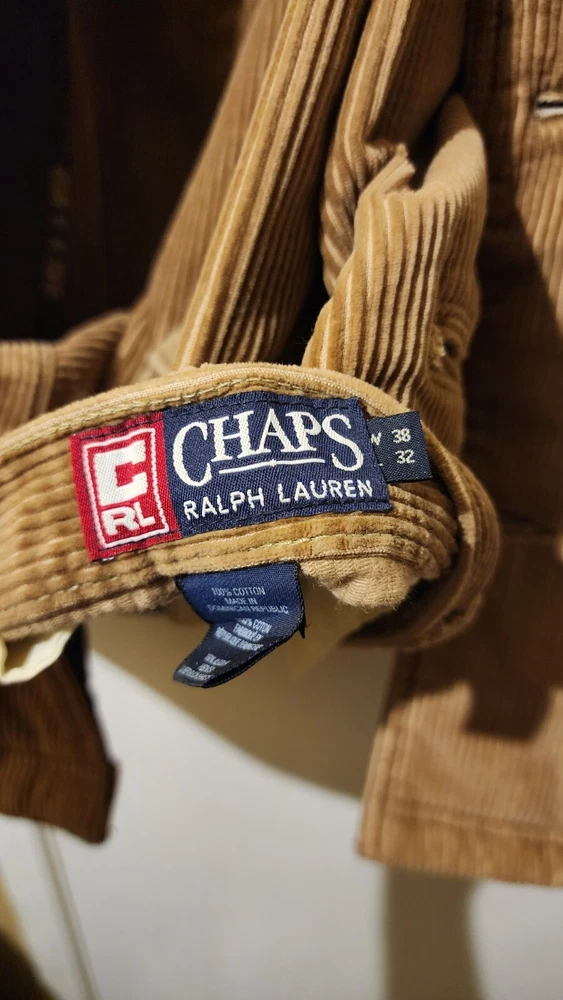 C
RL
CHAPS
RALPH LAUREN
W 38
32
100% COTTON
MADE IN
DOMINICAN REPUBLIC